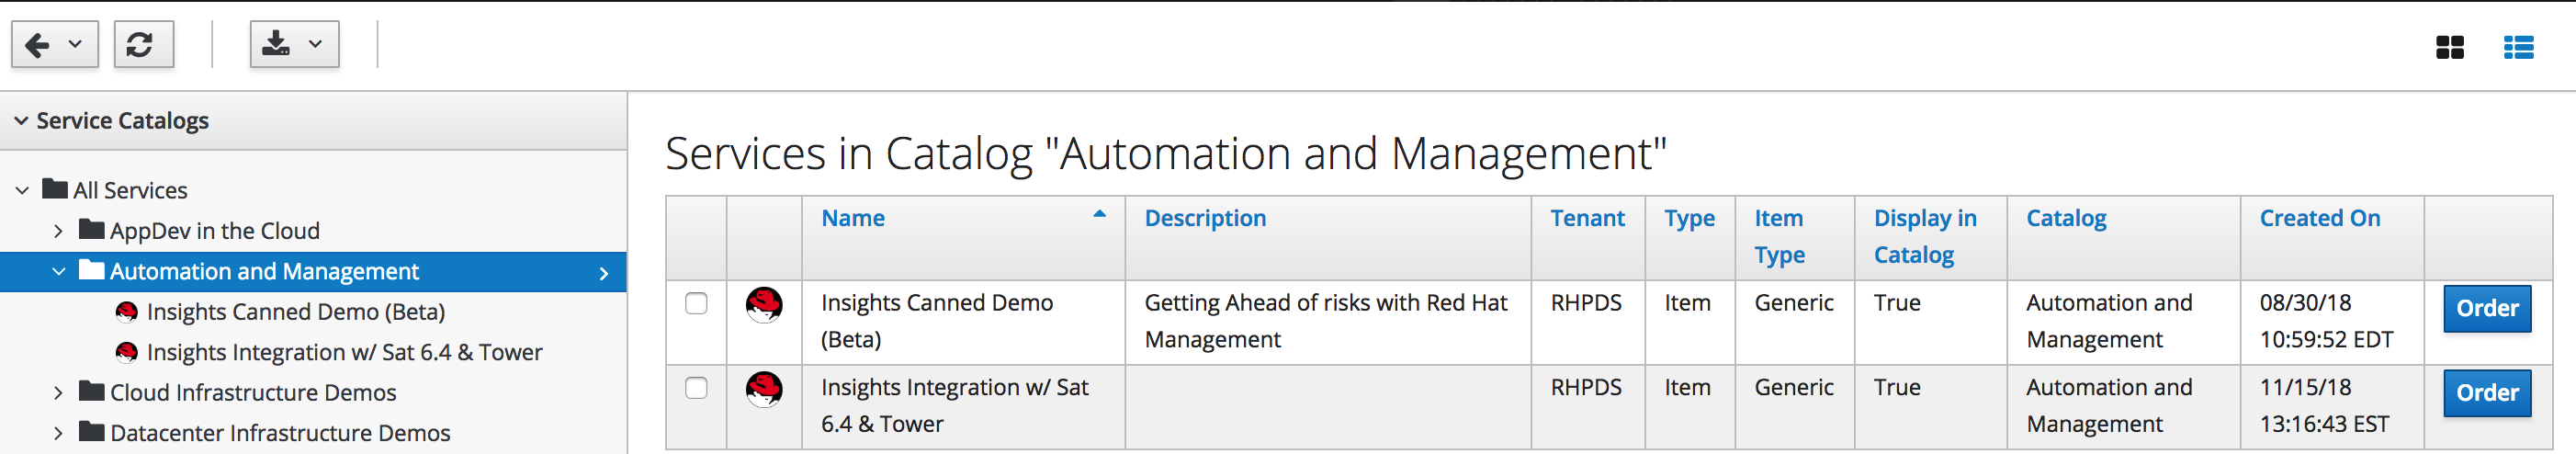 Service Catalogs
All Services
AppDev in the Cloud
Automation and Management
Insights Canned Demo (Beta)
Insights Integration w/ Sat 6.4 & Tower
Cloud Infrastructure Demos
Datacenter Infrastructure Demos
Services in Catalog "Automation and Management"
Name Description Tenant Type Item Display in Catalog Created On
Type Catalog
Insights Canned Demo Getting Ahead of risks with Red Hat RHPDS Item Generic True Automation and 08/30/18 Order
(Beta) Management Management 10:59:52 EDT
Insights Integration w/ Sat RHPDS Item Generic True Automation and 11/15/18 Order
6.4 & Tower Management 13:16:43 EST